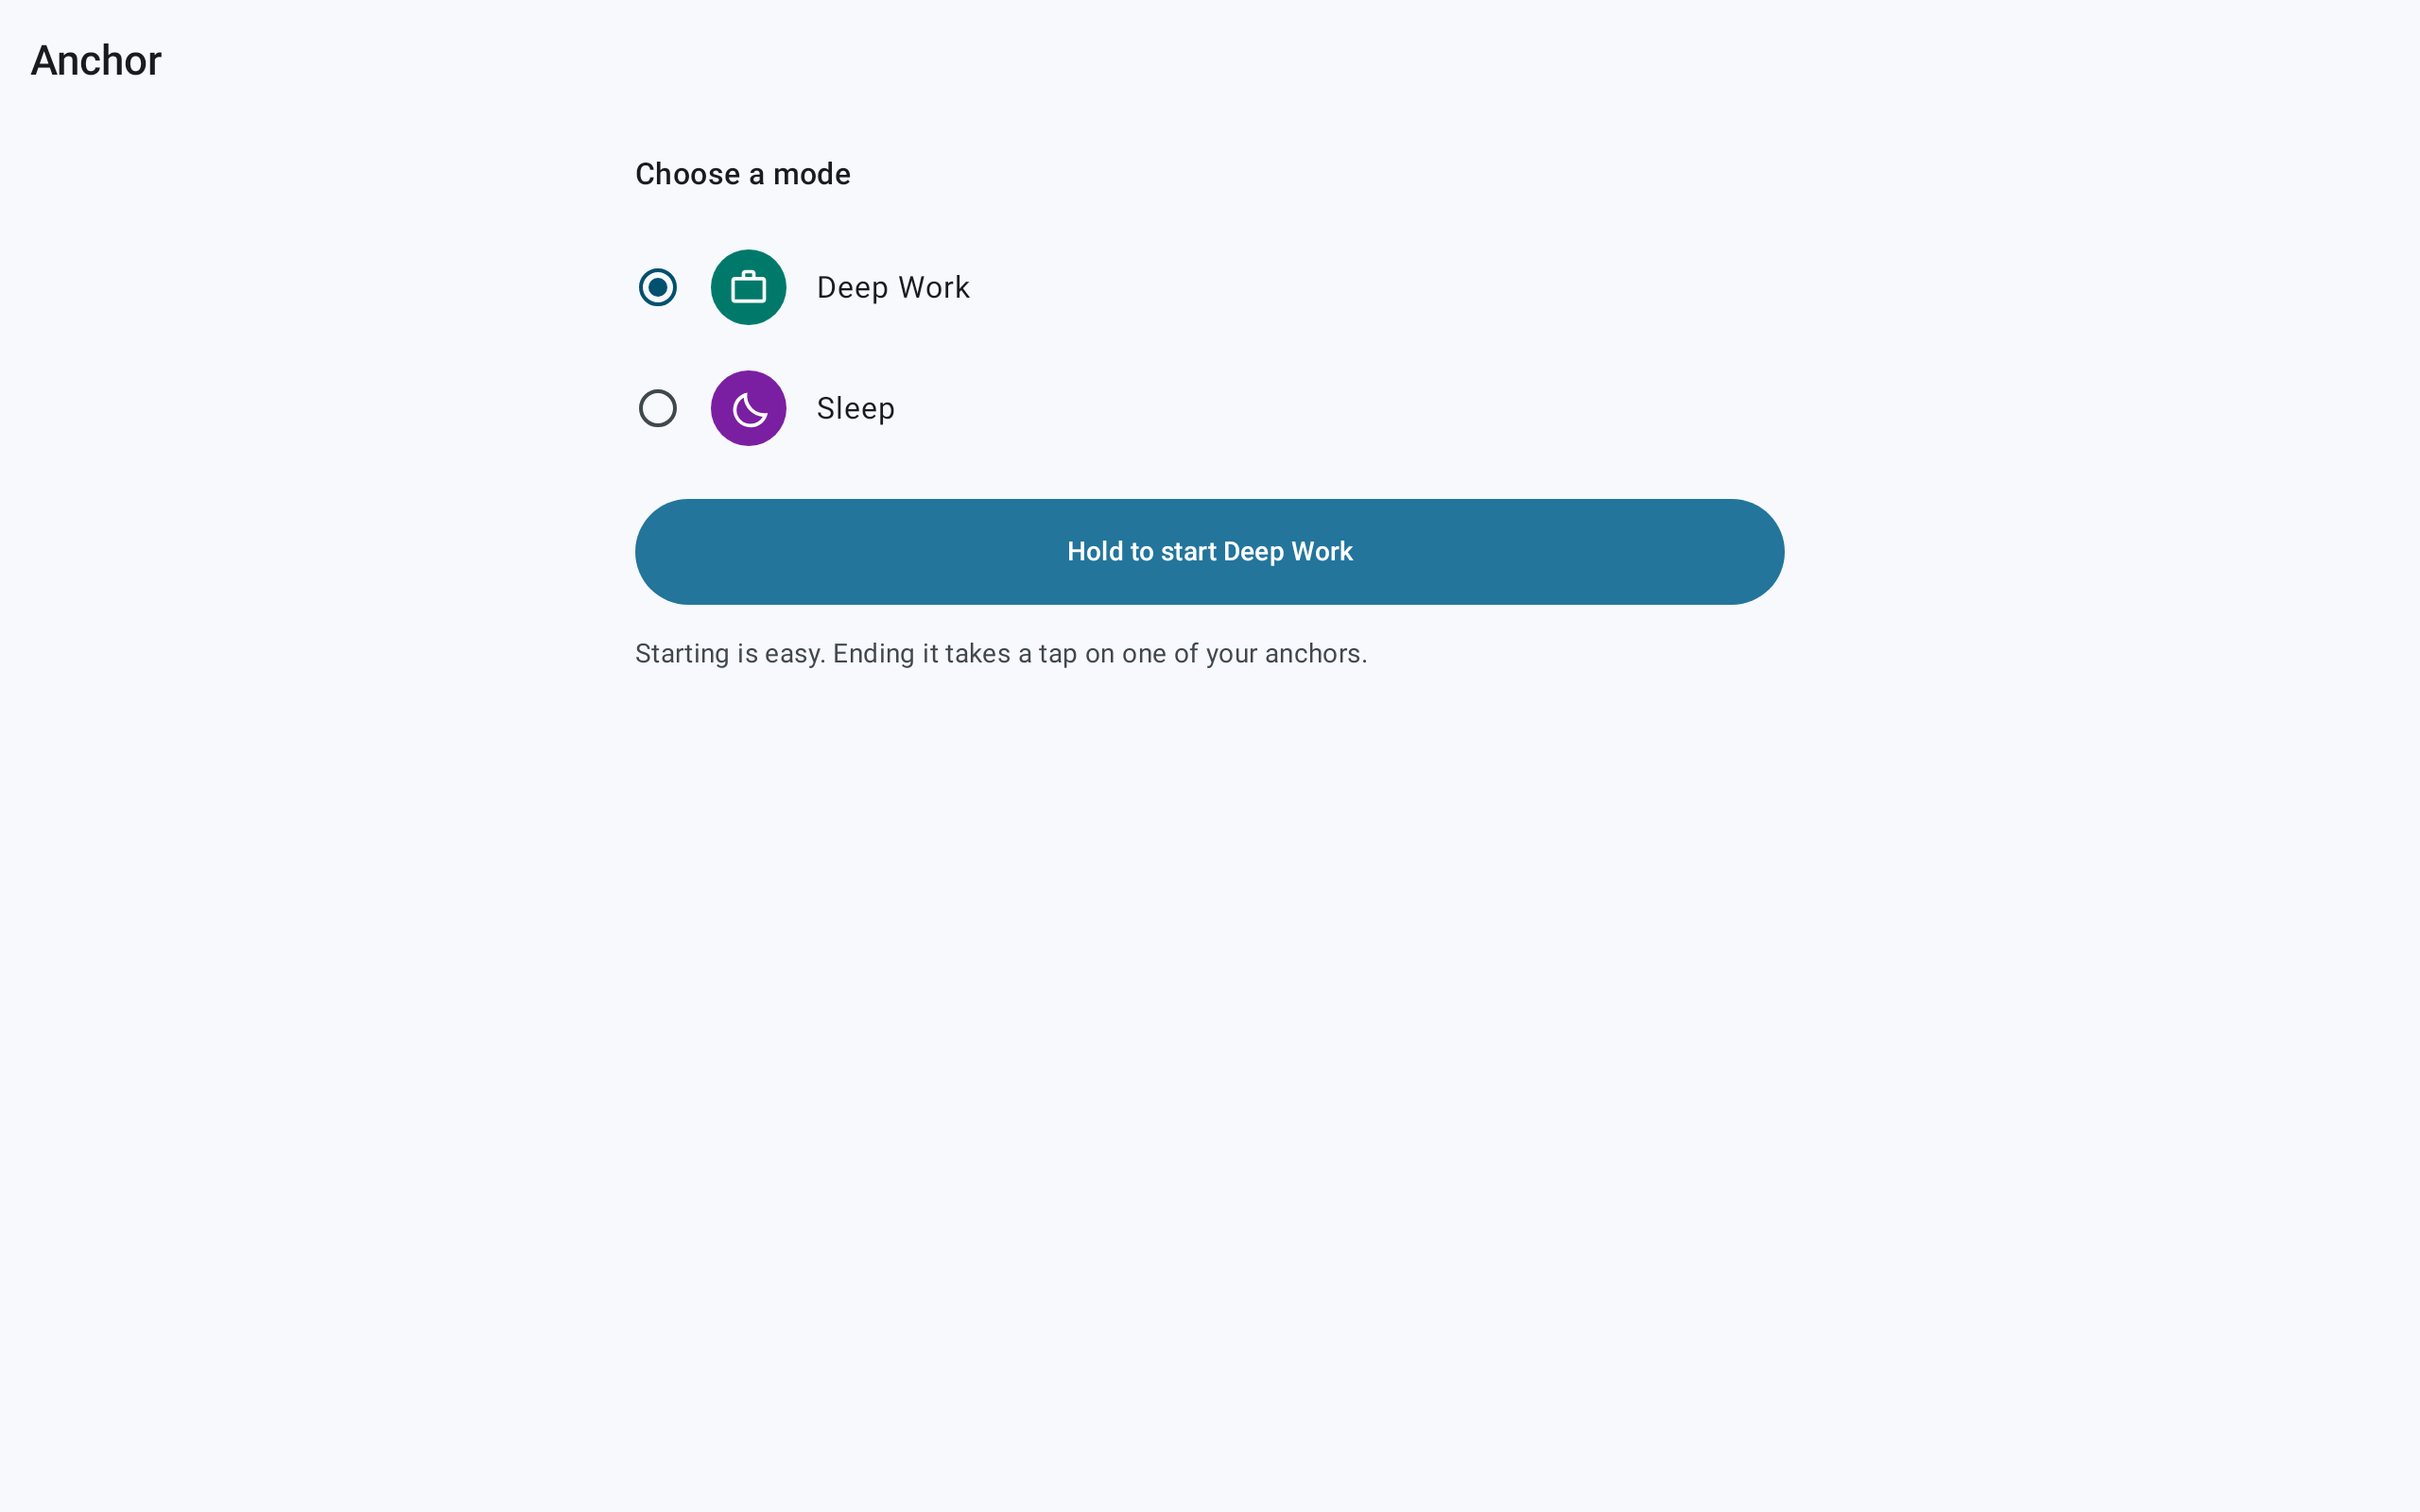 Anchor
Choose a mode
Deep Work
Sleep
Hold to start Deep Work
Starting is easy. Ending it takes a tap on one of your anchors.